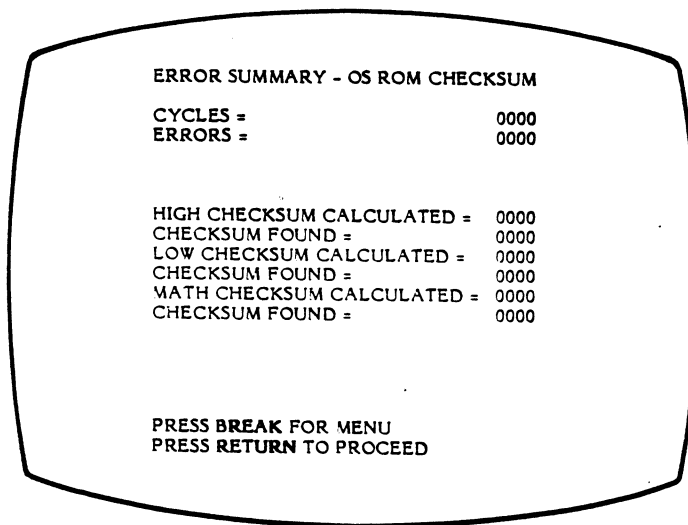 ERROR SUMMARY - OS ROM CHECKSUM
CYCLES = 0000
ERRORS = 0000
HIGH CHECKSUM CALCULATED = 0000
CHECKSUM FOUND = 0000
LOW CHECKSUM CALCULATED = 0000
CHECKSUM FOUND = 0000
MATH CHECKSUM CALCULATED = 0000
CHECKSUM FOUND = 0000
PRESS BREAK FOR MENU
PRESS RETURN TO PROCEED